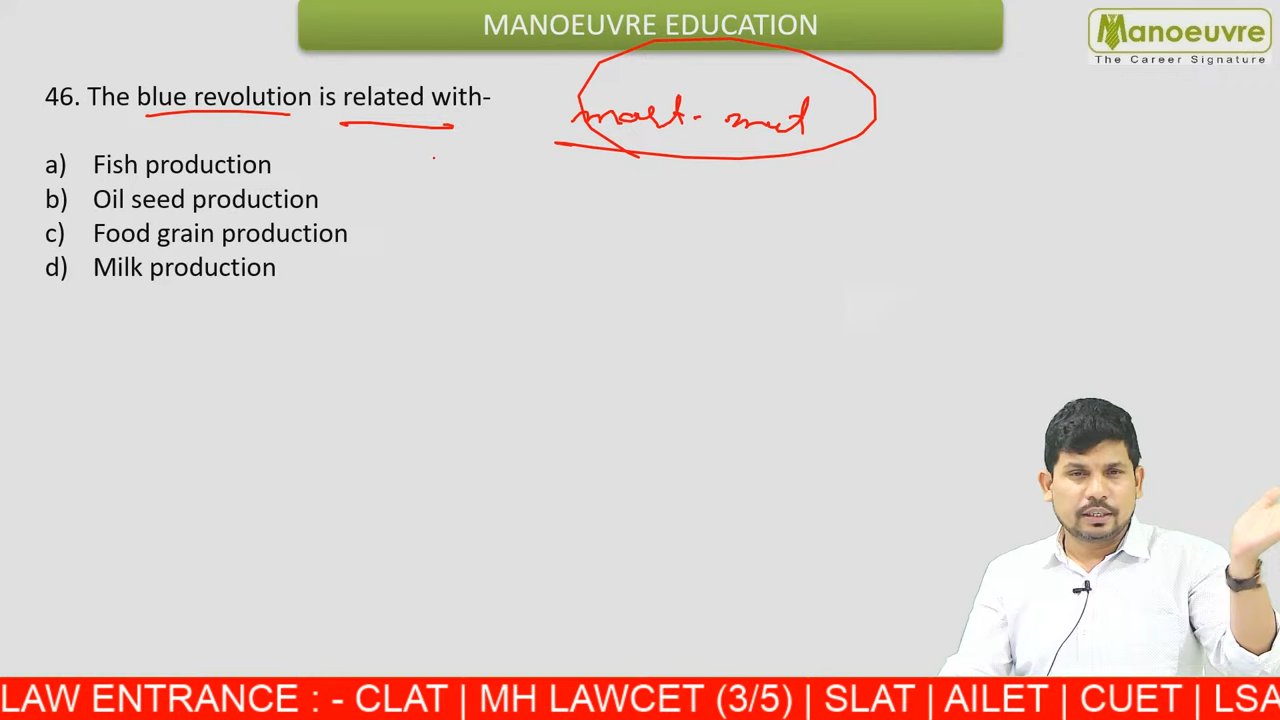 MANOEUVRE EDUCATION
Manoeuvre
The Career Signature
46. The blue revolution is related with-
a) Fish production
b) Oil seed production
c) Food grain production
d) Milk production
LAW ENTRANCE : - CLAT | MH LAWCET (3/5) | SLAT | AILET | CUET | LSA